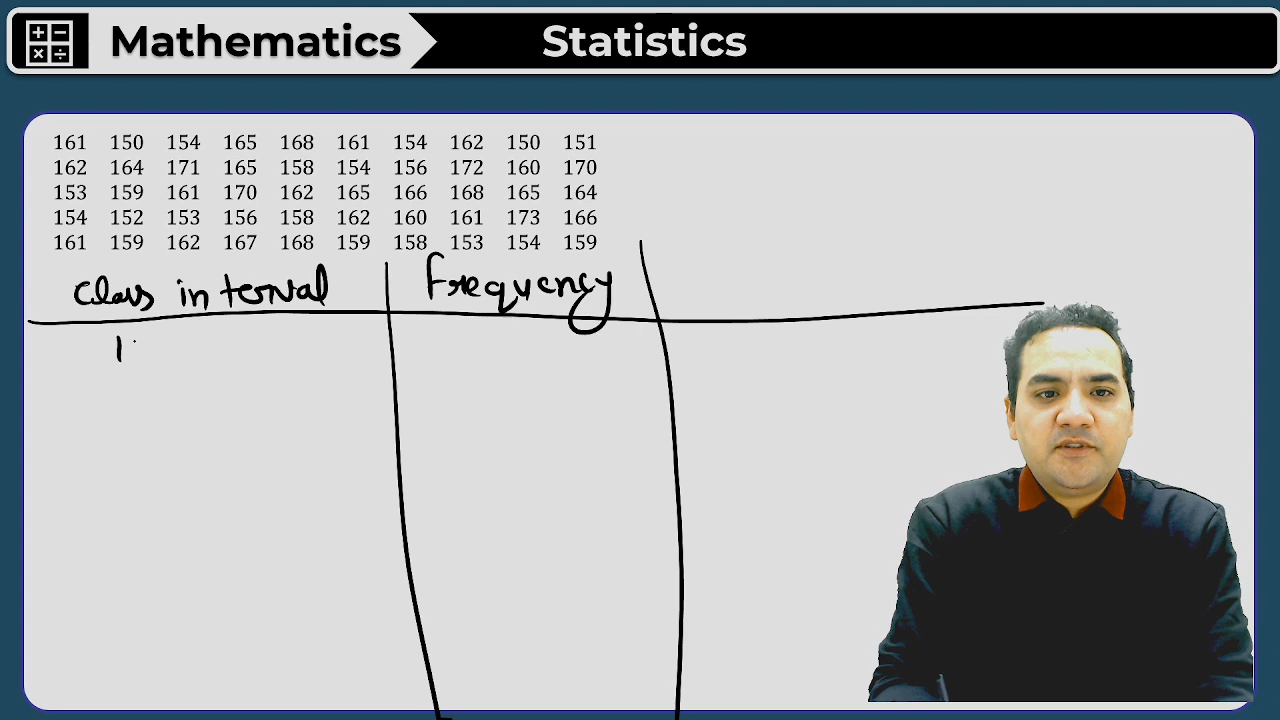 Mathematics Statistics
161 150 154 165 168 161 154 162 150 151
162 164 171 165 158 154 156 172 160 170
153 159 161 170 162 165 166 168 165 164
154 152 153 156 158 162 160 161 173 166
161 159 162 167 168 159 158 153 154 159
Class interval Frequency
1